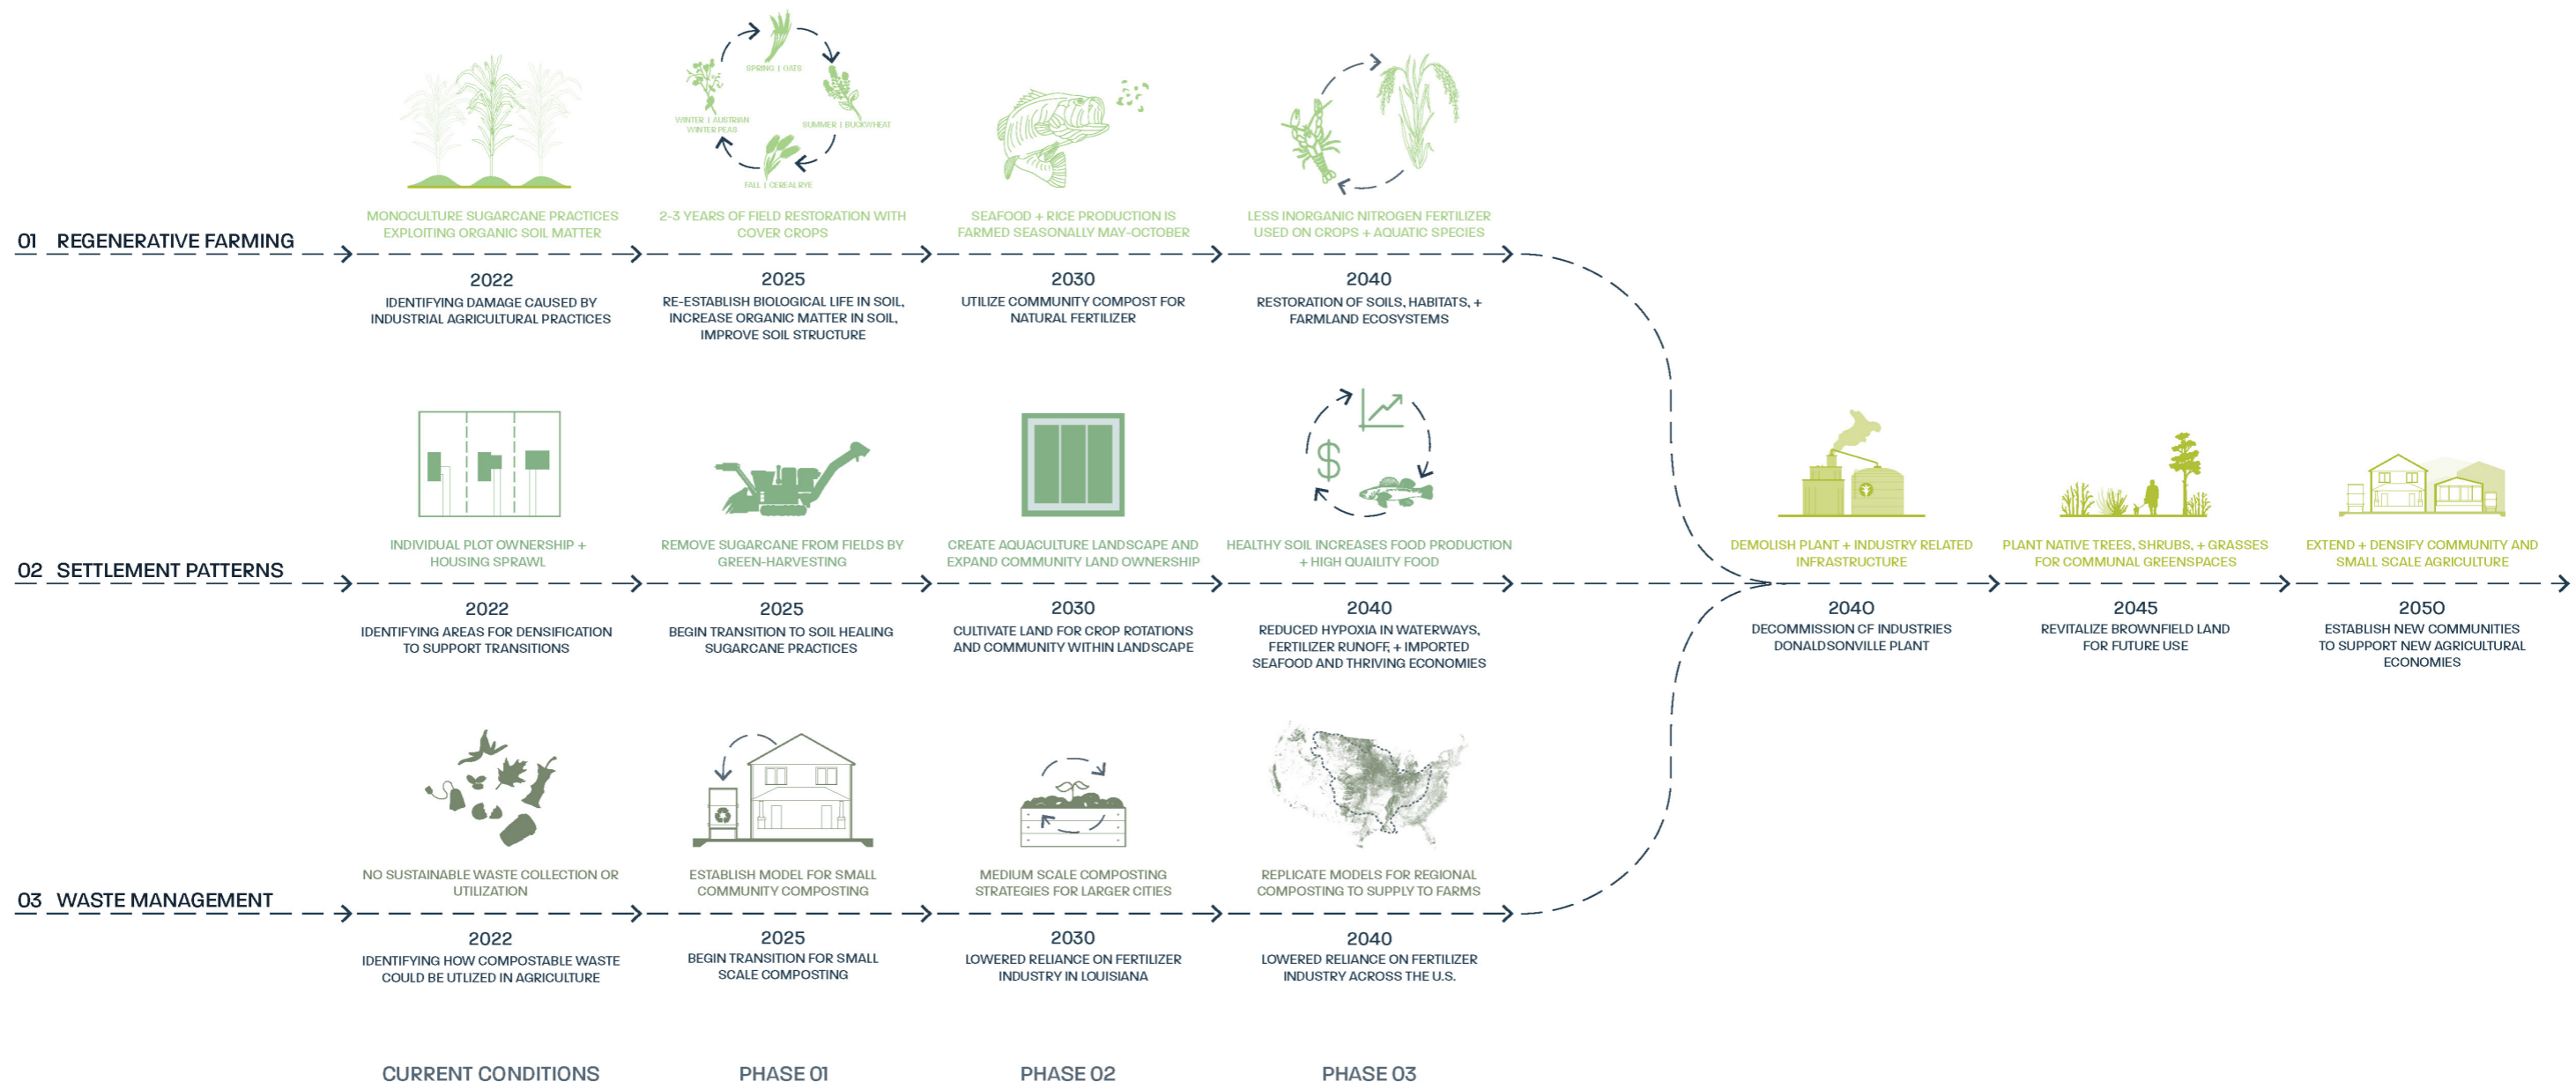 SPRING | OATS
WINTER | AUSTRIAN
WINTER PEAS
SUMMER | BUCKWHEAT
FALL | CEREAL RYE
01 REGENERATIVE FARMING
MONOCULTURE SUGARCANE PRACTICES
EXPLOITING ORGANIC SOIL MATTER
2022
IDENTIFYING DAMAGE CAUSED BY
INDUSTRIAL AGRICULTURAL PRACTICES
2-3 YEARS OF FIELD RESTORATION WITH
COVER CROPS
2025
RE-ESTABLISH BIOLOGICAL LIFE IN SOIL,
INCREASE ORGANIC MATTER IN SOIL,
IMPROVE SOIL STRUCTURE
SEAFOOD + RICE PRODUCTION IS
FARMED SEASONALLY MAY-OCTOBER
2030
UTILIZE COMMUNITY COMPOST FOR
NATURAL FERTILIZER
LESS INORGANIC NITROGEN FERTILIZER
USED ON CROPS + AQUATIC SPECIES
2040
RESTORATION OF SOILS, HABITATS, +
FARMLAND ECOSYSTEMS
02 SETTLEMENT PATTERNS
INDIVIDUAL PLOT OWNERSHIP +
HOUSING SPRAWL
2022
IDENTIFYING AREAS FOR DENSIFICATION
TO SUPPORT TRANSITIONS
REMOVE SUGARCANE FROM FIELDS BY
GREEN-HARVESTING
2025
BEGIN TRANSITION TO SOIL HEALING
SUGARCANE PRACTICES
CREATE AQUACULTURE LANDSCAPE AND
EXPAND COMMUNITY LAND OWNERSHIP
2030
CULTIVATE LAND FOR CROP ROTATIONS
AND COMMUNITY WITHIN LANDSCAPE
$
HEALTHY SOIL INCREASES FOOD PRODUCTION
+ HIGH QUAILITY FOOD
2040
REDUCED HYPOXIA IN WATERWAYS,
FERTILIZER RUNOFF, + IMPORTED
SEAFOOD AND THRIVING ECONOMIES
DEMOLISH PLANT + INDUSTRY RELATED
INFRASTRUCTURE
2040
DECOMMISSION CF INDUSTRIES
DONALDSONVILLE PLANT
PLANT NATIVE TREES, SHRUBS, + GRASSES
FOR COMMUNAL GREENSPACES
2045
REVITALIZE BROWNFIELD LAND
FOR FUTURE USE
EXTEND + DENSIFY COMMUNITY AND
SMALL SCALE AGRICULTURE
2050
ESTABLISH NEW COMMUNITIES
TO SUPPORT NEW AGRICULTURAL
ECONOMIES
03 WASTE MANAGEMENT
NO SUSTAINABLE WASTE COLLECTION OR
UTILIZATION
2022
IDENTIFYING HOW COMPOSTABLE WASTE
COULD BE UTLIZED IN AGRICULTURE
ESTABLISH MODEL FOR SMALL
COMMUNITY COMPOSTING
2025
BEGIN TRANSITION FOR SMALL
SCALE COMPOSTING
MEDIUM SCALE COMPOSTING
STRATEGIES FOR LARGER CITIES
2030
LOWERED RELIANCE ON FERTILIZER
INDUSTRY IN LOUISIANA
REPLICATE MODELS FOR REGIONAL
COMPOSTING TO SUPPLY TO FARMS
2040
LOWERED RELIANCE ON FERTILIZER
INDUSTRY ACROSS THE U.S.
CURRENT CONDITIONS
PHASE 01
PHASE 02
PHASE 03